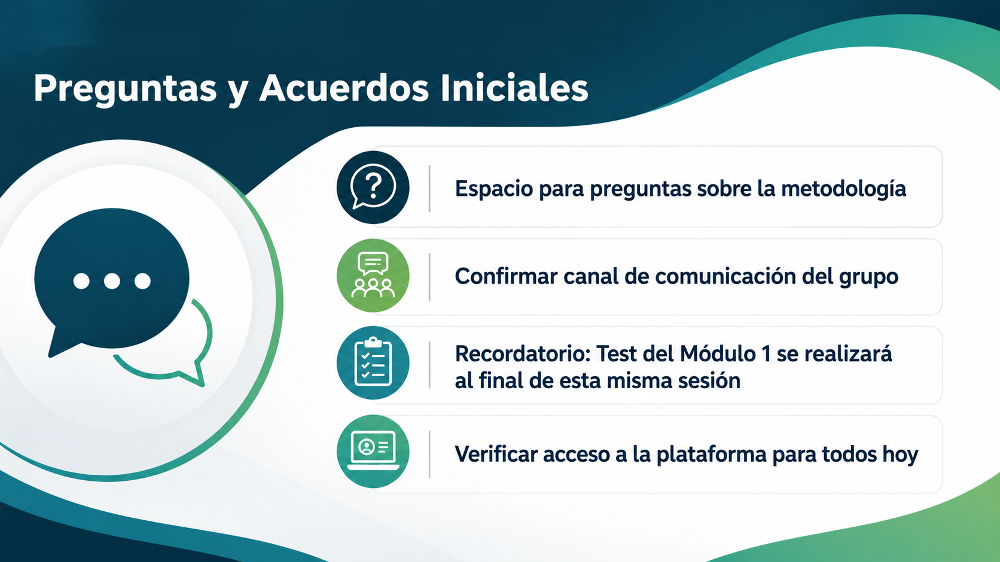 Preguntas y Acuerdos Iniciales
Espacio para preguntas sobre la metodología
Confirmar canal de comunicación del grupo
Recordatorio: Test del Módulo 1 se realizará
al final de esta misma sesión
Verificar acceso a la plataforma para todos hoy